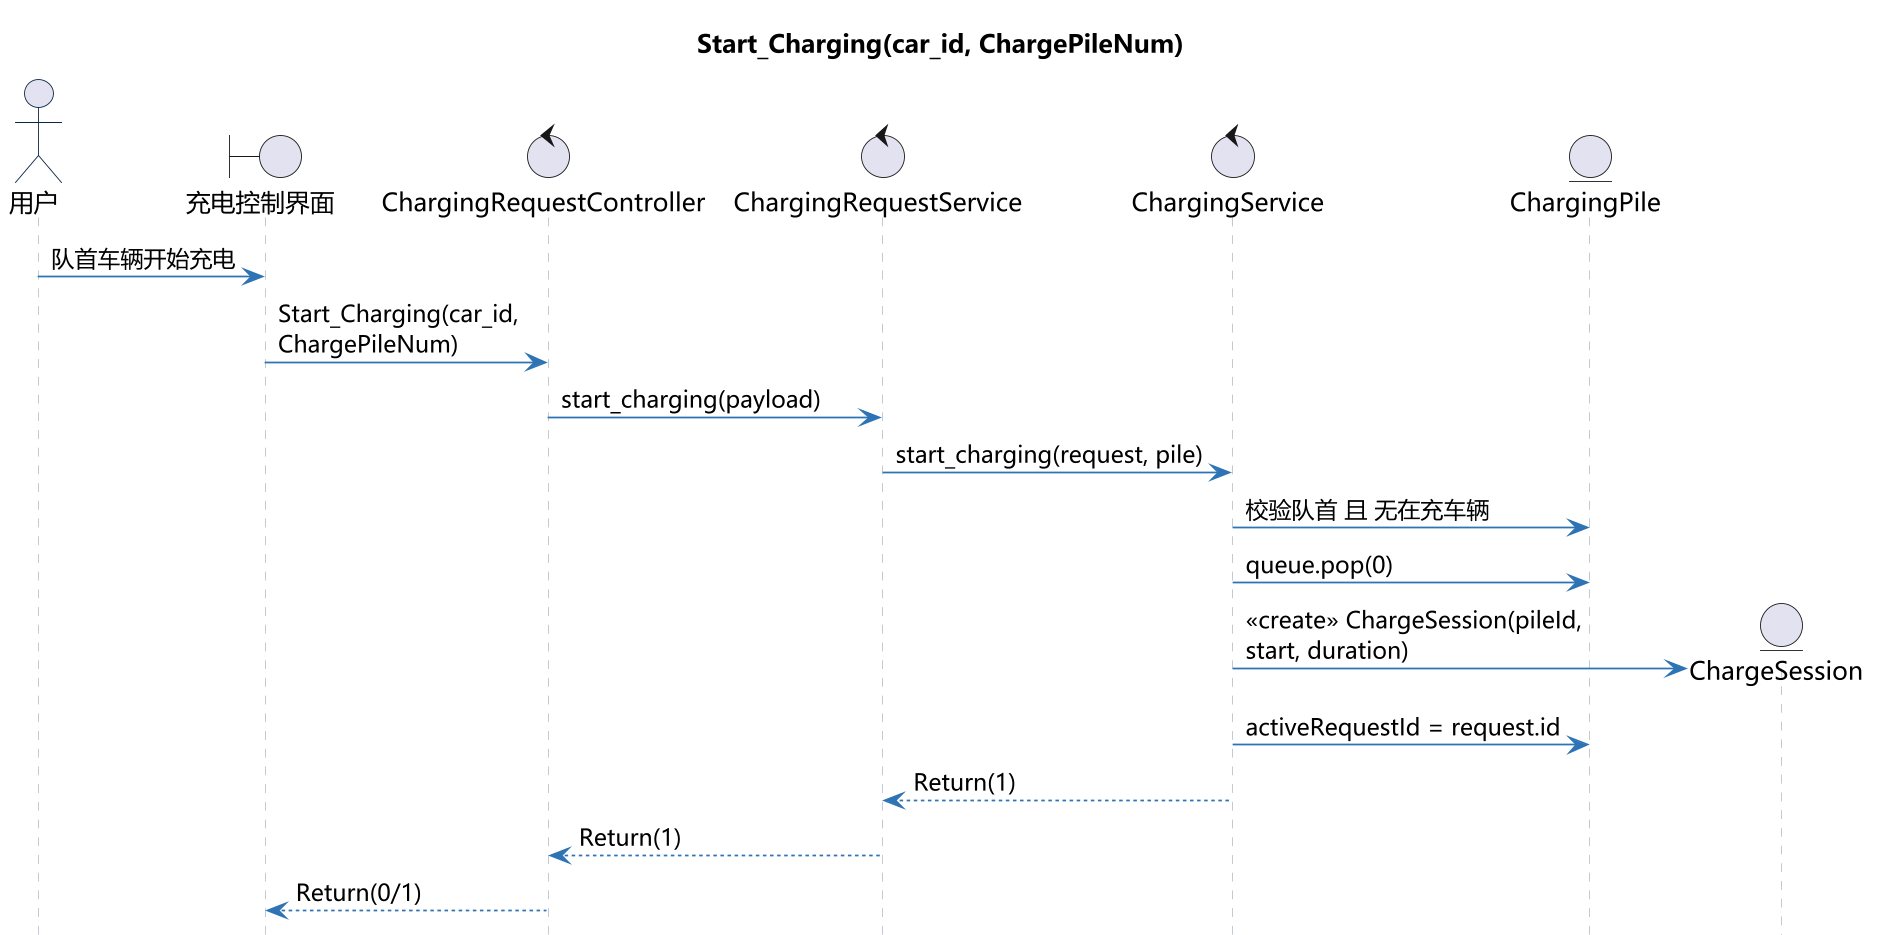 Start_Charging(car_id, ChargePileNum)
用户
充电控制界面
ChargingRequestController
ChargingRequestService
ChargingService
ChargingPile
队首车辆开始充电
Start_Charging(car_id,
ChargePileNum)
start_charging(payload)
start_charging(request, pile)
校验队首 且 无在充车辆
queue.pop(0)
«create» ChargeSession(pileId,
start, duration)
ChargeSession
activeRequestId = request.id
Return(1)
Return(1)
Return(0/1)